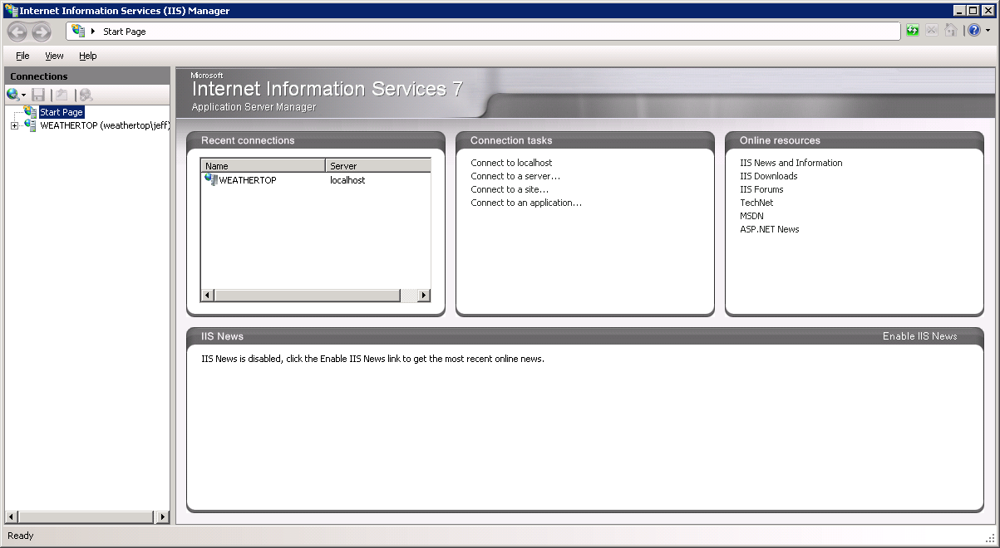 Internet Information Services (IIS) Manager
Start Page
File View Help
Connections
Start Page
WEATHERTOP (weathertop\jeff)
Microsoft
Internet Information Services 7
Application Server Manager
Recent connections
Name Server
WEATHERTOP localhost
Connection tasks
Connect to localhost
Connect to a server...
Connect to a site...
Connect to an application...
Online resources
IIS News and Information
IIS Downloads
IIS Forums
TechNet
MSDN
ASP.NET News
IIS News
Enable IIS News
IIS News is disabled, click the Enable IIS News link to get the most recent online news.
Ready